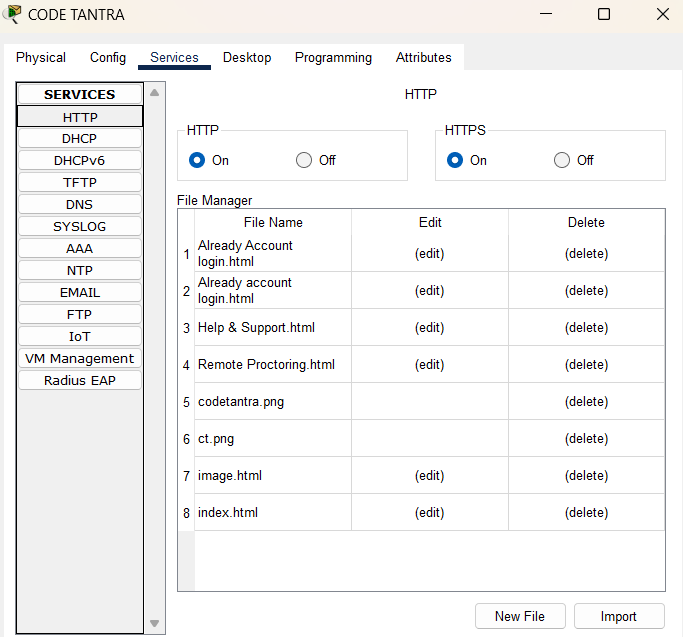 CODE TANTRA
Physical Config Services Desktop Programming Attributes
SERVICES
HTTP
DHCP
DHCPv6
TFTP
DNS
SYSLOG
AAA
NTP
EMAIL
FTP
IoT
VM Management
Radius EAP
HTTP
HTTP
On Off
HTTPS
On Off
File Manager
File Name Edit Delete
1 Already Account
login.html (edit) (delete)
2 Already account
login.html (edit) (delete)
3 Help & Support.html (edit) (delete)
4 Remote Proctoring.html (edit) (delete)
5 codetantra.png (delete)
6 ct.png (delete)
7 image.html (edit) (delete)
8 index.html (edit) (delete)
New File Import